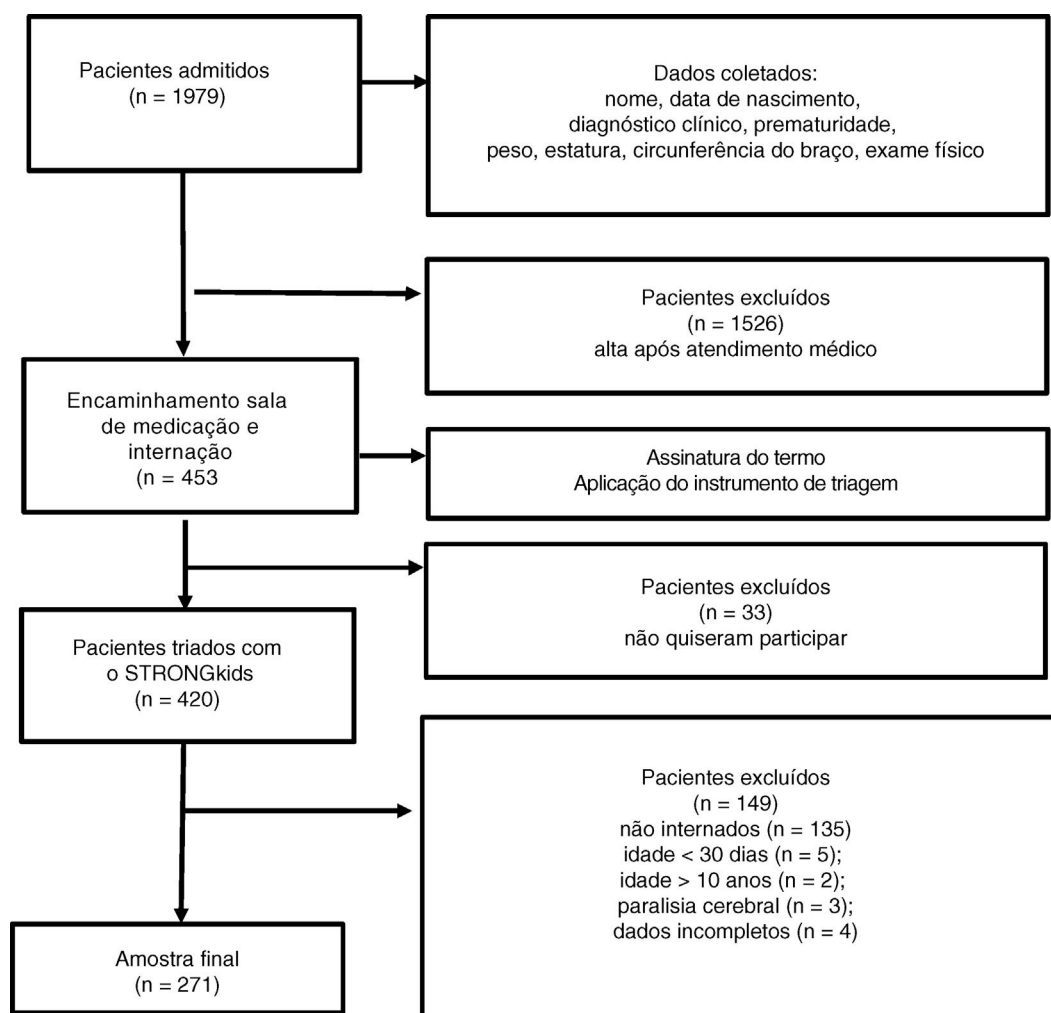 Pacientes admitidos
(n = 1979)
Dados coletados:
nome, data de nascimento,
diagnóstico clínico, prematuridade,
peso, estatura, circunferência do braço, exame físico
Pacientes excluídos
(n = 1526)
alta após atendimento médico
Encaminhamento sala
de medicação e
internação
(n = 453
Assinatura do termo
Aplicação do instrumento de triagem
Pacientes excluídos
(n = 33)
não quiseram participar
Pacientes triados com
o STRONGkids
(n = 420)
Pacientes excluídos
(n = 149)
não internados (n = 135)
idade < 30 dias (n = 5);
idade > 10 anos (n = 2);
paralisia cerebral (n = 3);
dados incompletos (n = 4)
Amostra final
(n = 271)